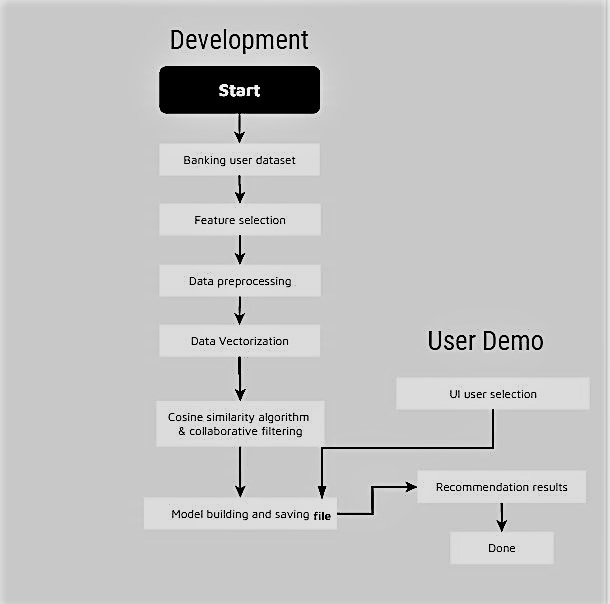 Development
Start
Banking user dataset
Feature selection
Data preprocessing
Data Vectorization
Cosine similarity algorithm
& collaborative filtering
Model building and saving file
User Demo
UI user selection
Recommendation results
Done